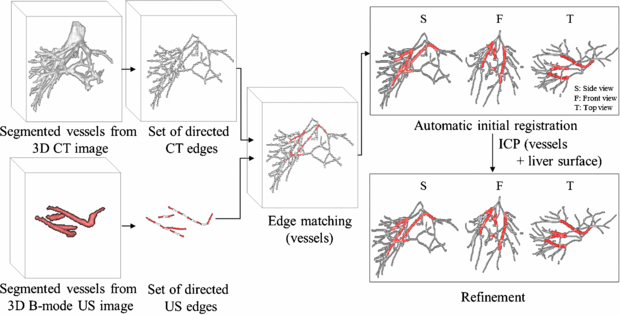 Segmented vessels from
3D CT image
Set of directed
CT edges
Segmented vessels from
3D B-mode US image
Set of directed
US edges
Edge matching
(vessels)
S
F
T
S: Side view
F: Front view
T: Top view
Automatic initial registration
ICP (vessels
+ liver surface)
S
F
T
Refinement